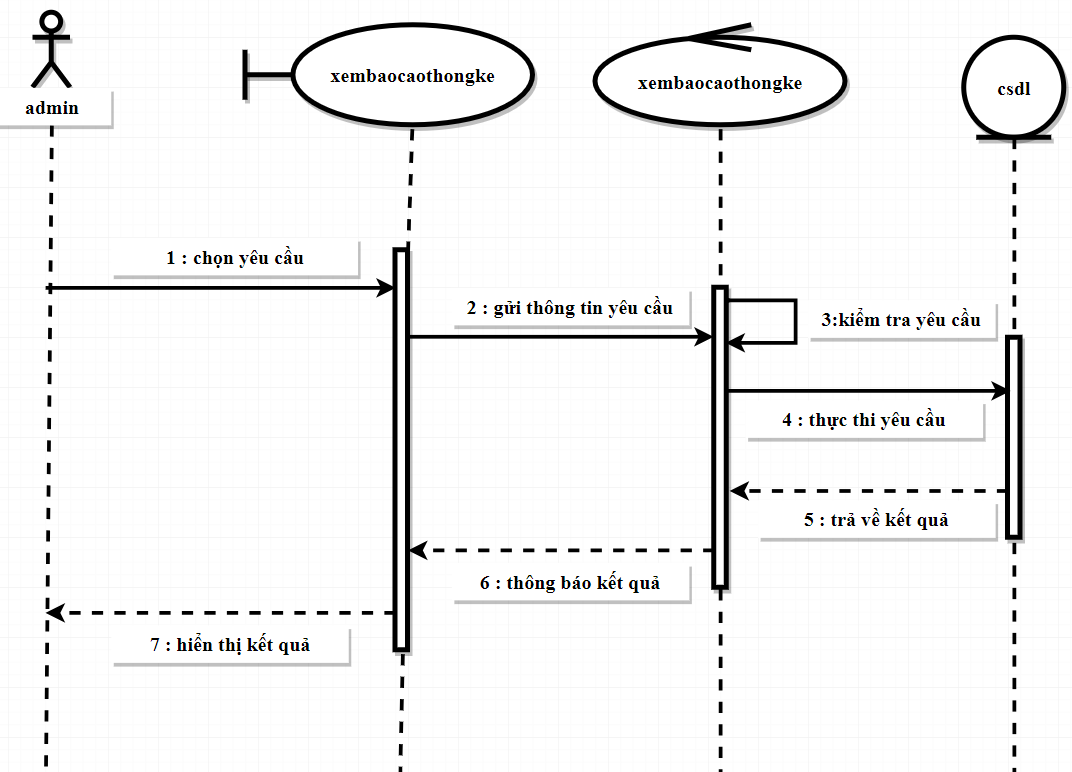 admin
xembaocaothongke
xembaocaothongke
csdl
1 : chọn yêu cầu
2 : gửi thông tin yêu cầu
3:kiểm tra yêu cầu
4 : thực thi yêu cầu
5 : trả về kết quả
6 : thông báo kết quả
7 : hiển thị kết quả